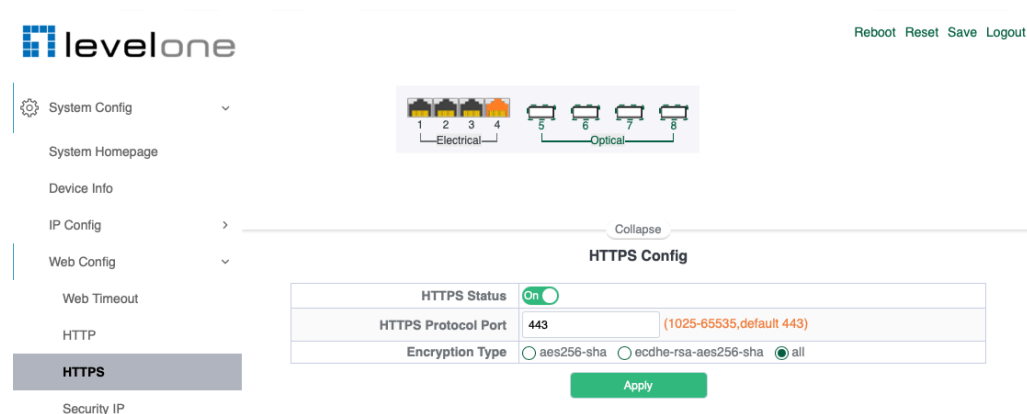 levelone
Reboot Reset Save Logout
System Config
System Homepage
Device Info
IP Config
Web Config
Web Timeout
HTTP
HTTPS
Security IP
1 2 3 4 5 6 7 8
Electrical Optical
Collapse
HTTPS Config
HTTPS Status On
HTTPS Protocol Port 443 (1025-65535,default 443)
Encryption Type aes256-sha ecdhe-rsa-aes256-sha all
Apply